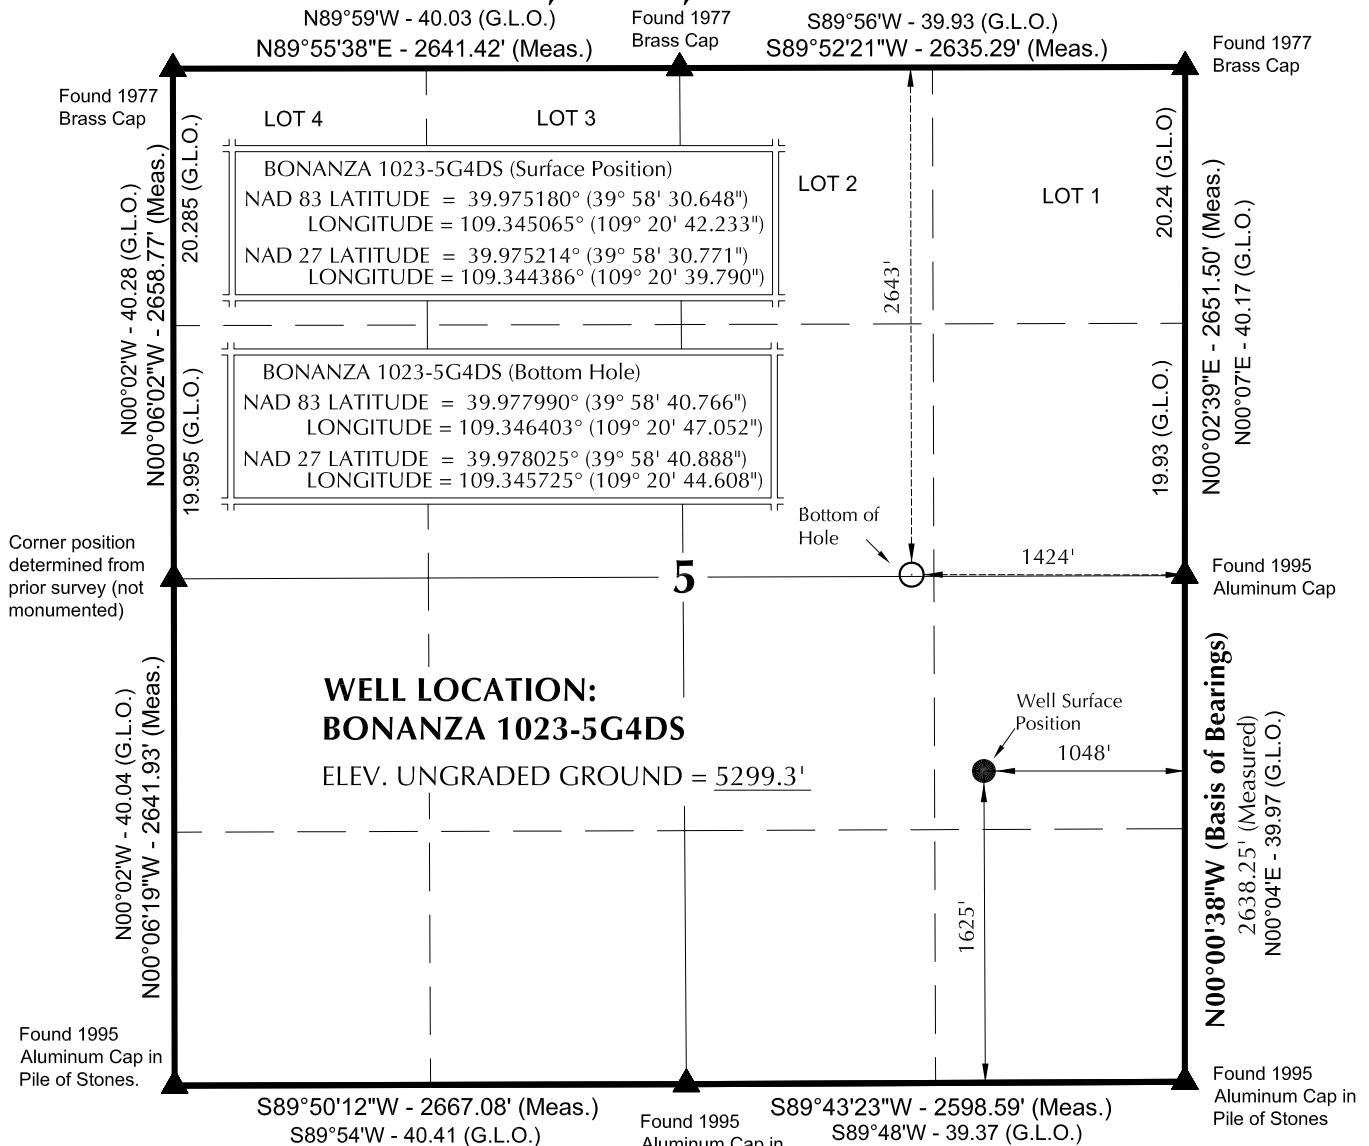 N89°59'W - 40.03 (G.L.O.)
N89°55'38"E - 2641.42' (Meas.)
Found 1977
Brass Cap
S89°56'W - 39.93 (G.L.O.)
S89°52'21"W - 2635.29' (Meas.)
Found 1977
Brass Cap
Found 1977
Brass Cap
LOT 4
LOT 3
LOT 2
LOT 1
20.285 (G.L.O.)
N00°02'W - 40.28 (G.L.O.)
N00°06'02"W - 2658.77' (Meas.)
19.995 (G.L.O.)
BONANZA 1023-5G4DS (Surface Position)
NAD 83 LATITUDE = 39.975180° (39° 58' 30.648")
LONGITUDE = 109.345065° (109° 20' 42.233")
NAD 27 LATITUDE = 39.975214° (39° 58' 30.771")
LONGITUDE = 109.344386° (109° 20' 39.790")
BONANZA 1023-5G4DS (Bottom Hole)
NAD 83 LATITUDE = 39.977990° (39° 58' 40.766")
LONGITUDE = 109.346403° (109° 20' 47.052")
NAD 27 LATITUDE = 39.978025° (39° 58' 40.888")
LONGITUDE = 109.345725° (109° 20' 44.608")
2643'
20.24 (G.L.O)
19.93 (G.L.O.)
N00°02'39"E - 2651.50' (Meas.)
N00°07'E - 40.17 (G.L.O.)
Bottom of
Hole
1424'
5
Corner position
determined from
prior survey (not
monumented)
Found 1995
Aluminum Cap
WELL LOCATION:
BONANZA 1023-5G4DS
ELEV. UNGRADED GROUND = 5299.3'
Well Surface
Position
1048'
1625'
N00°02'W - 40.04 (G.L.O.)
N00°06'19"W - 2641.93' (Meas.)
N00°00'38"W (Basis of Bearings)
2638.25' (Measured)
N00°04'E - 39.97 (G.L.O.)
Found 1995
Aluminum Cap in
Pile of Stones.
S89°50'12"W - 2667.08' (Meas.)
S89°54'W - 40.41 (G.L.O.)
Found 1995
Aluminum Cap in
S89°43'23"W - 2598.59' (Meas.)
S89°48'W - 39.37 (G.L.O.)
Found 1995
Aluminum Cap in
Pile of Stones